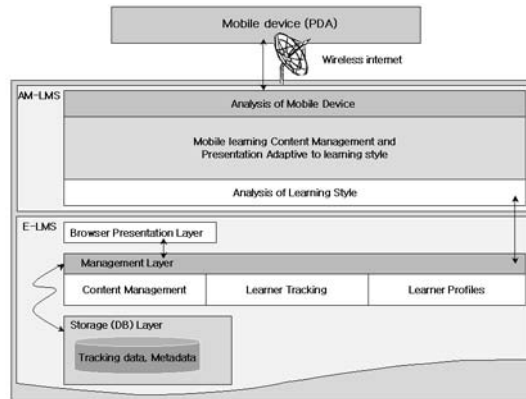 Mobile device (PDA)
Wireless internet
AM-LMS
Analysis of Mobile Device
Mobile learning Content Management and
Presentation Adaptive to learning style
Analysis of Learning Style
E-LMS
Browser Presentation Layer
Management Layer
Content Management
Learner Tracking
Learner Profiles
Storage (DB) Layer
Tracking data, Metadata